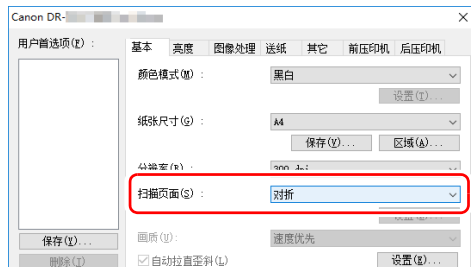 Canon DR-
用户首选项(P)：
基本 亮度 图像处理 送纸 其它 前压印机 后压印机
颜色模式(M)：
黑白
设置(I)...
纸张尺寸(G)：
A4
保存(V)... 区域(A)...
分辨率(R)：
300 dpi
扫描页面(S)：
对折
画质(U)：
速度优先
保存(V)...
删除(I)
自动拉直歪斜(L)
设置(E)...